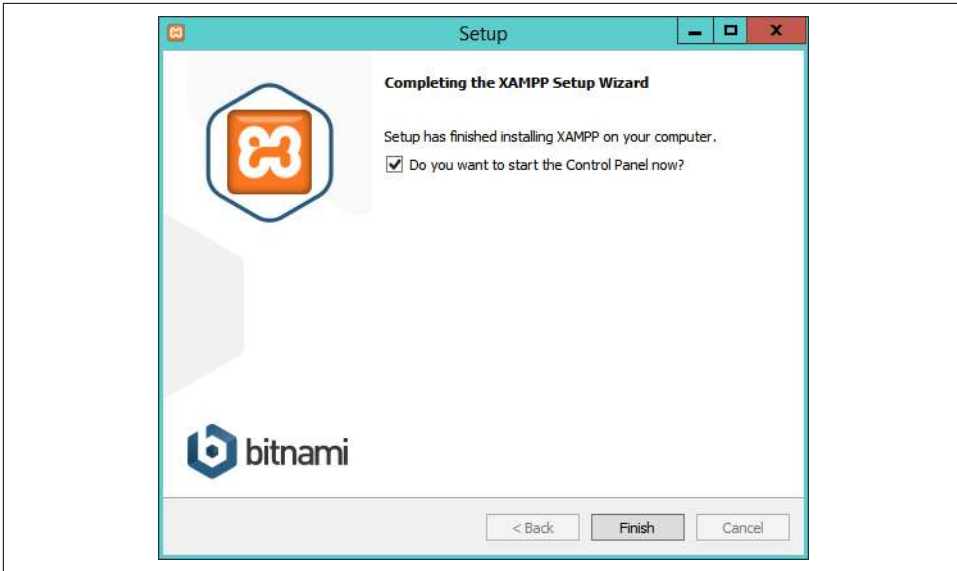 Setup
Completing the XAMPP Setup Wizard
Setup has finished installing XAMPP on your computer.
Do you want to start the Control Panel now?
bitnami
< Back
Finish
Cancel